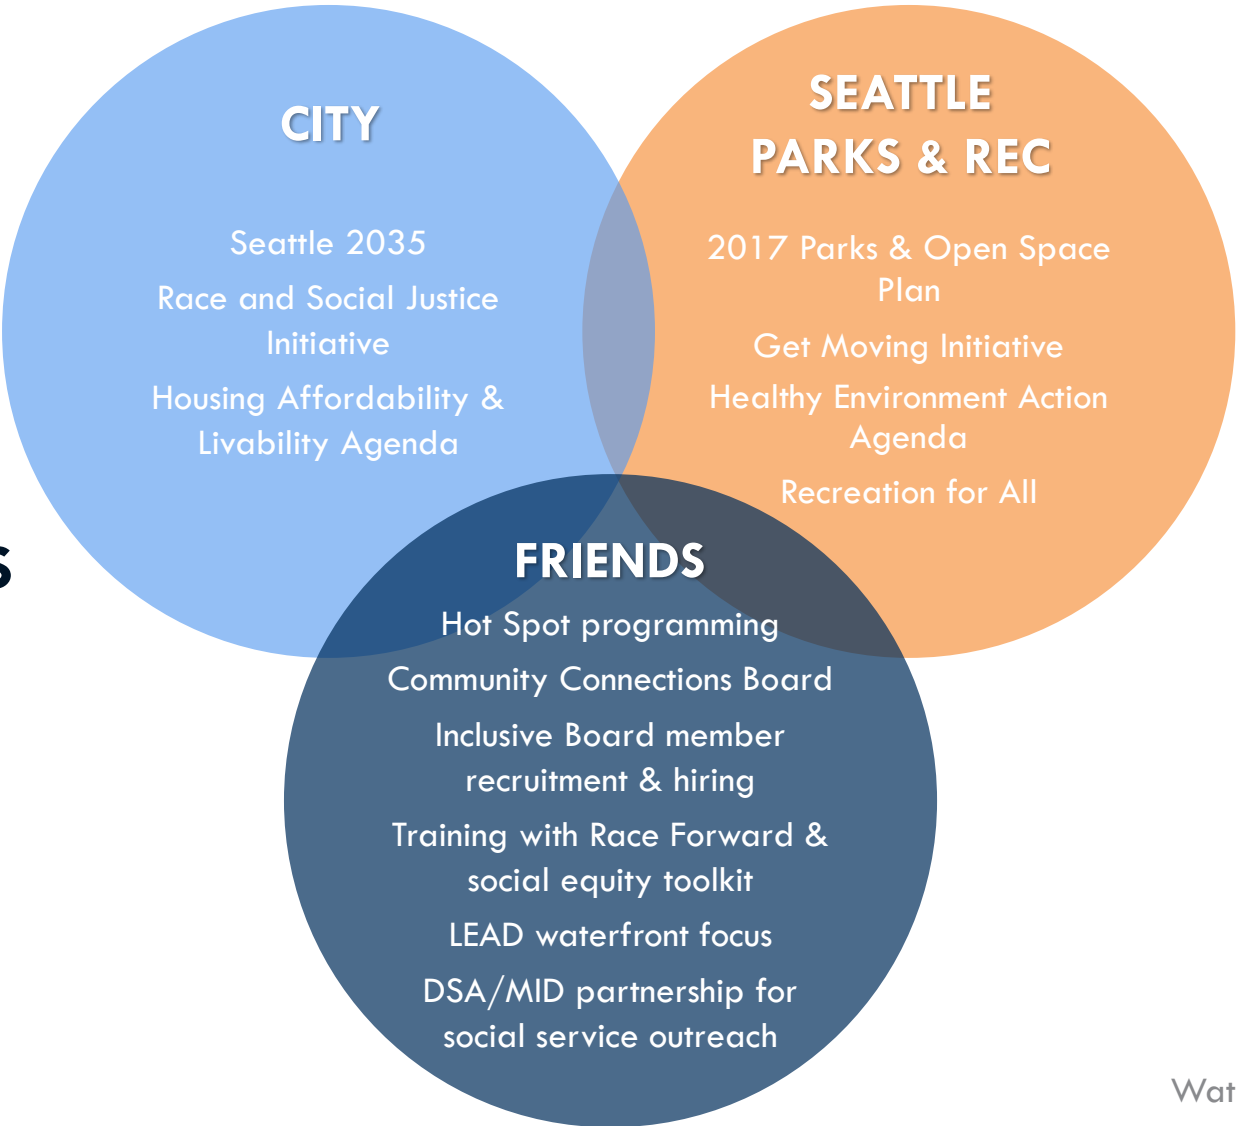 CITY
Seattle 2035
Race and Social Justice
Initiative
Housing Affordability &
Livability Agenda
SEATTLE
PARKS & REC
2017 Parks & Open Space
Plan
Get Moving Initiative
Healthy Environment Action
Agenda
Recreation for All
s
FRIENDS
Hot Spot programming
Community Connections Board
Inclusive Board member
recruitment & hiring
Training with Race Forward &
social equity toolkit
LEAD waterfront focus
DSA/MID partnership for
social service outreach
Wat